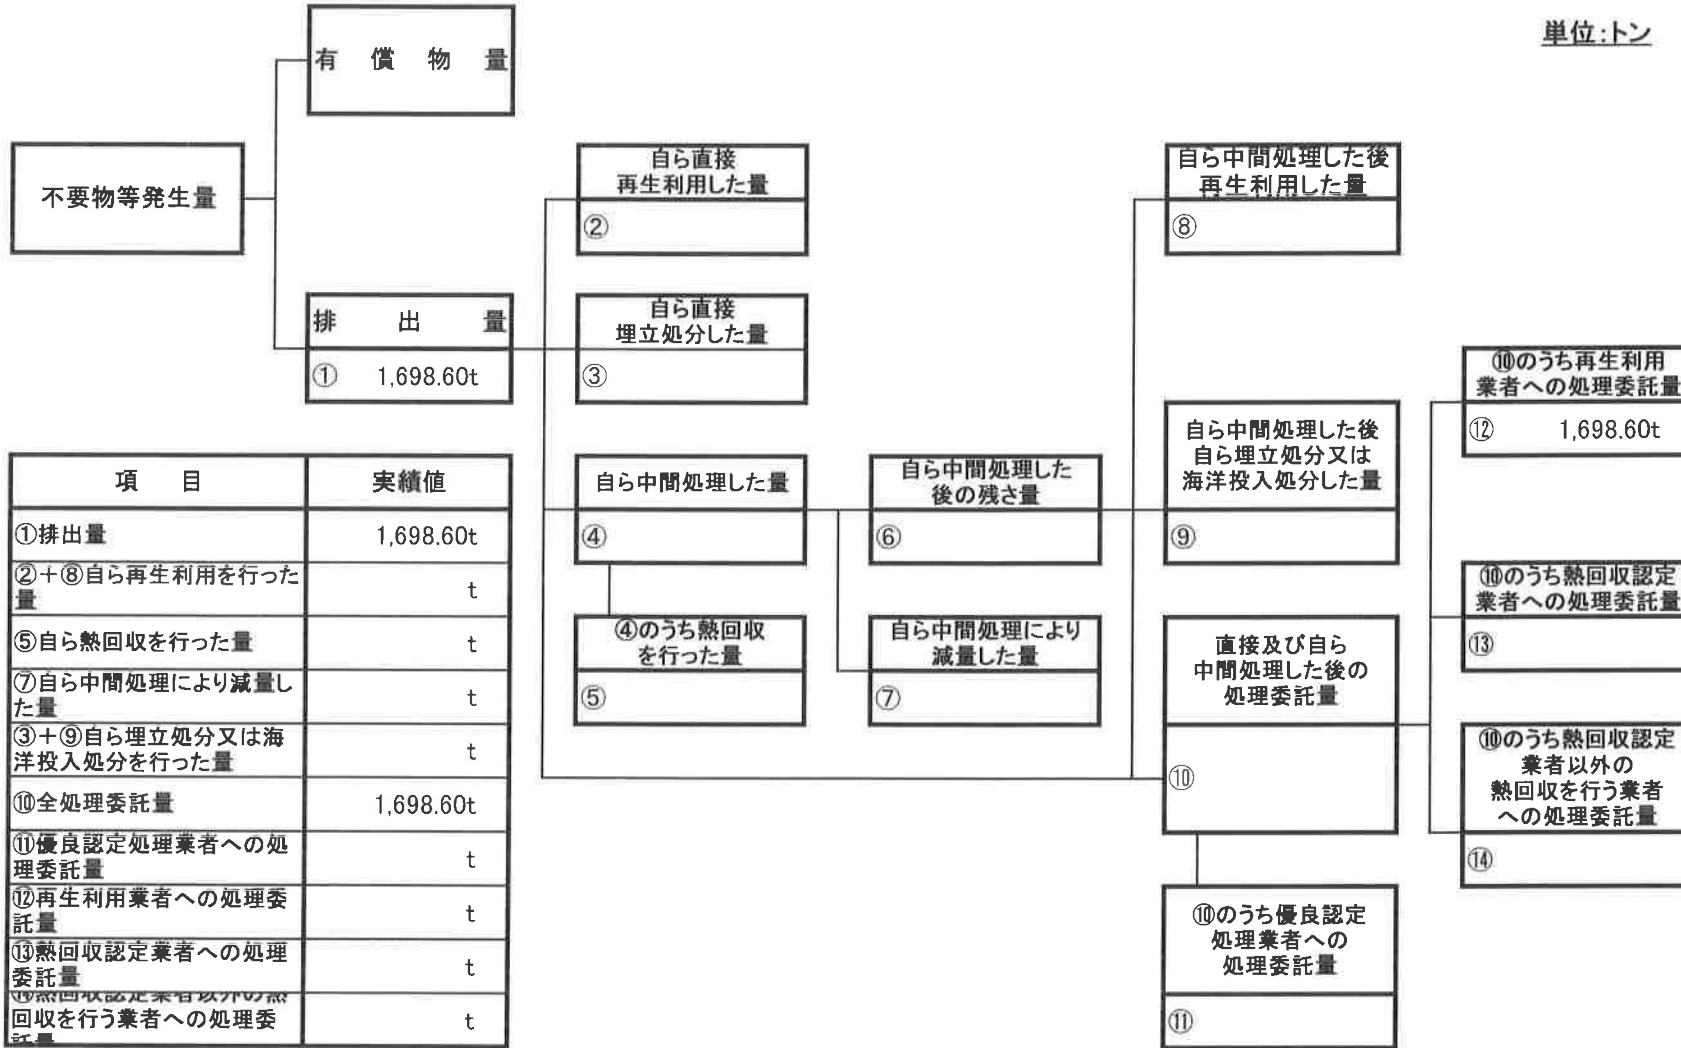 単位:トン
有償物量
不要物等発生量
排出量
① 1,698.60t
自ら直接
再生利用した量
②
自ら直接
埋立処分した量
③
自ら中間処理した量
④
④のうち熱回収
を行った量
⑤
自ら中間処理した
後の残さ量
⑥
自ら中間処理により
減量した量
⑦
自ら中間処理した後
再生利用した量
⑧
自ら中間処理した後
自ら埋立処分又は
海洋投入処分した量
⑨
直接及び自ら
中間処理した後の
処理委託量
⑩
⑩のうち優良認定
処理業者への
処理委託量
⑪
⑩のうち再生利用
業者への処理委託量
⑫ 1,698.60t
⑩のうち熱回収認定
業者への処理委託量
⑬
⑩のうち熱回収認定
業者以外の
熱回収を行う業者
への処理委託量
⑭
項目 実績値
①排出量 1,698.60t
②+⑧自ら再生利用を行った
量 t
⑤自ら熱回収を行った量 t
⑦自ら中間処理により減量し
た量 t
③+⑨自ら埋立処分又は海
洋投入処分を行った量 t
⑩全処理委託量 1,698.60t
⑪優良認定処理業者への処
理委託量 t
⑫再生利用業者への処理委
託量 t
⑬熱回収認定業者への処理
委託量 t
⑭熱回収認定業者以外の熱
回収を行う業者への処理委
託量 t